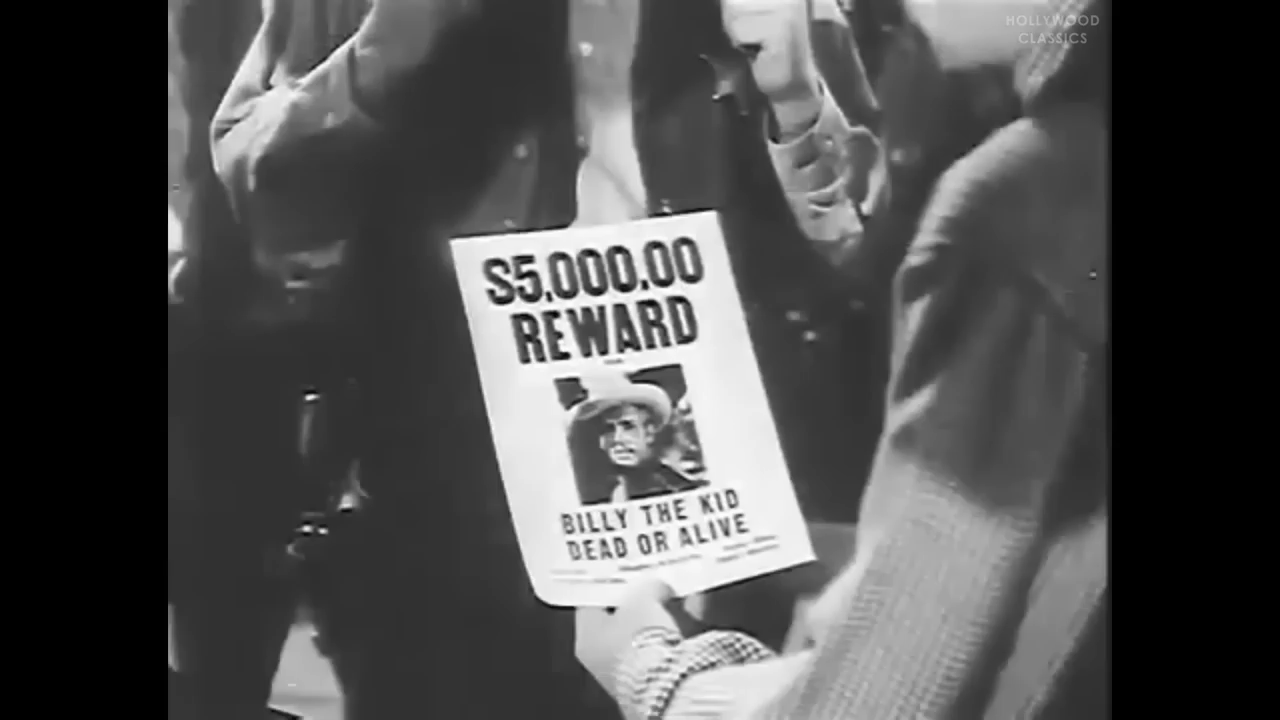 HOLLYWOOD
CLASSICS
$5,000.00
REWARD
BILLY THE KID
DEAD OR ALIVE